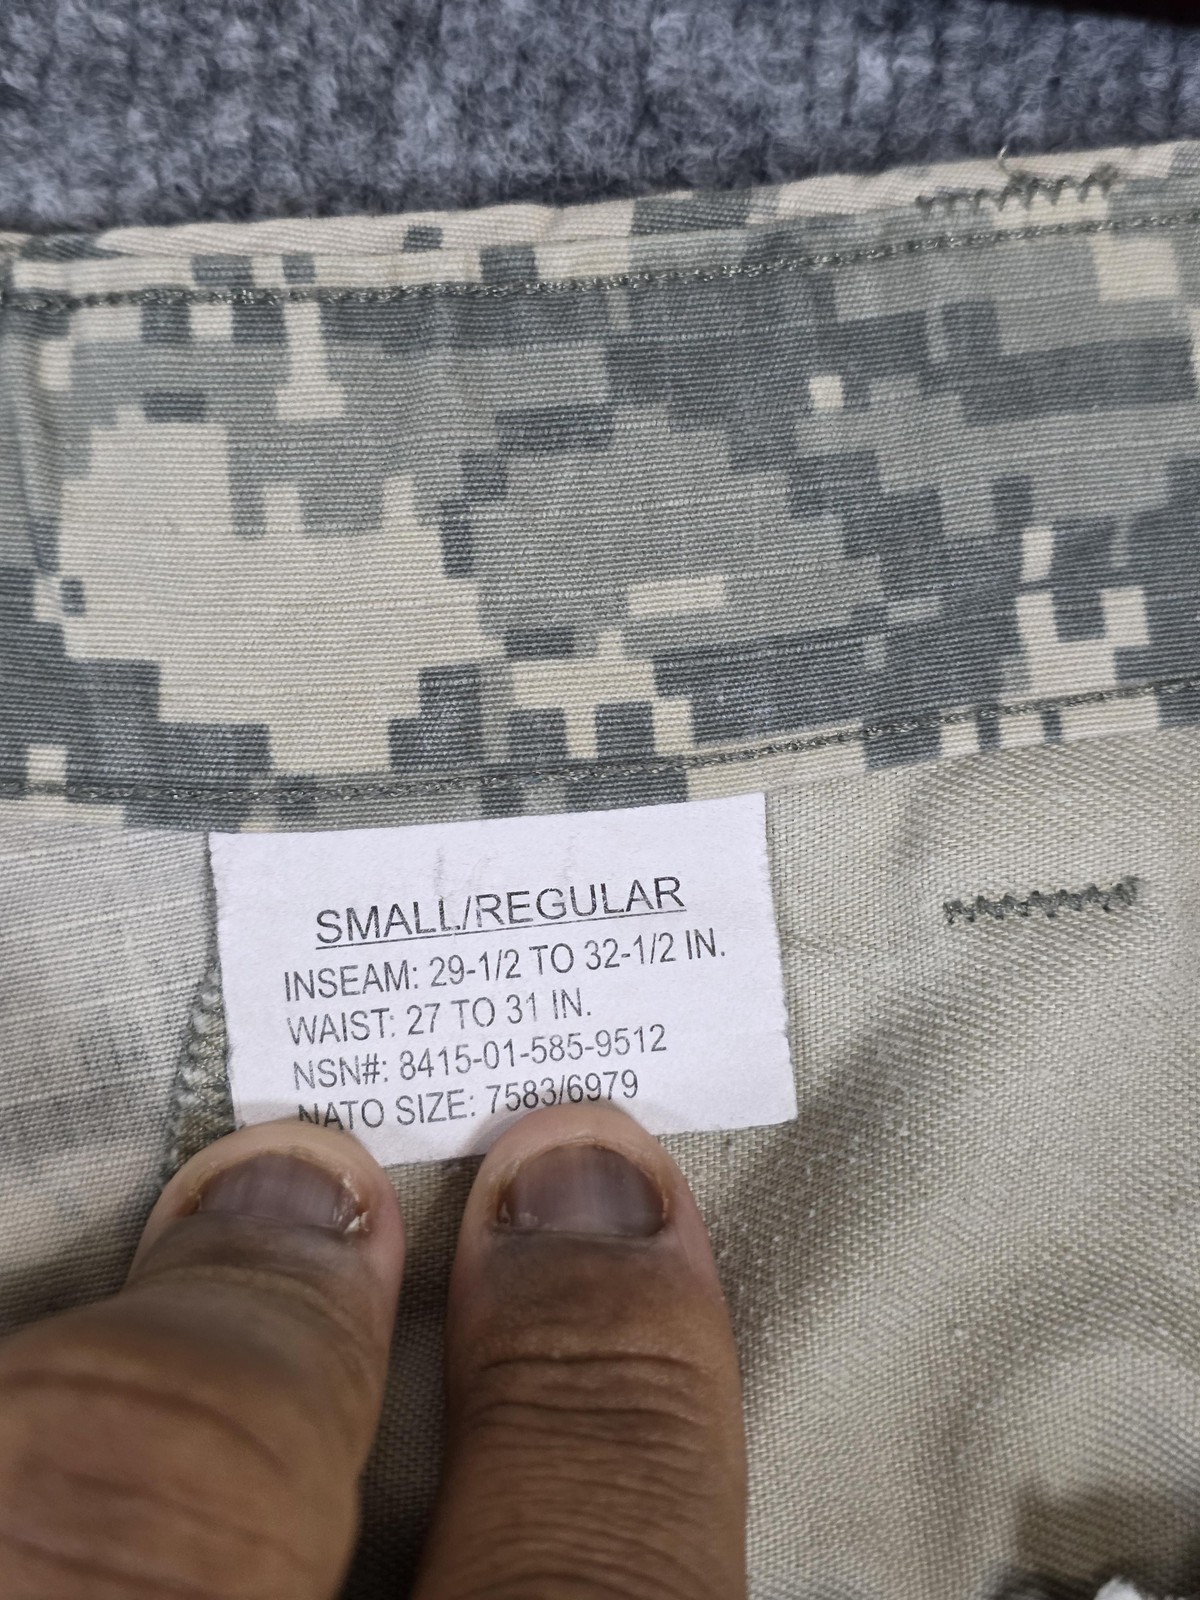 SMALL/REGULAR
INSEAM: 29-1/2 TO 32-1/2 IN.
WAIST: 27 TO 31 IN.
NSN#: 8415-01-585-9512
NATO SIZE: 7583/6979